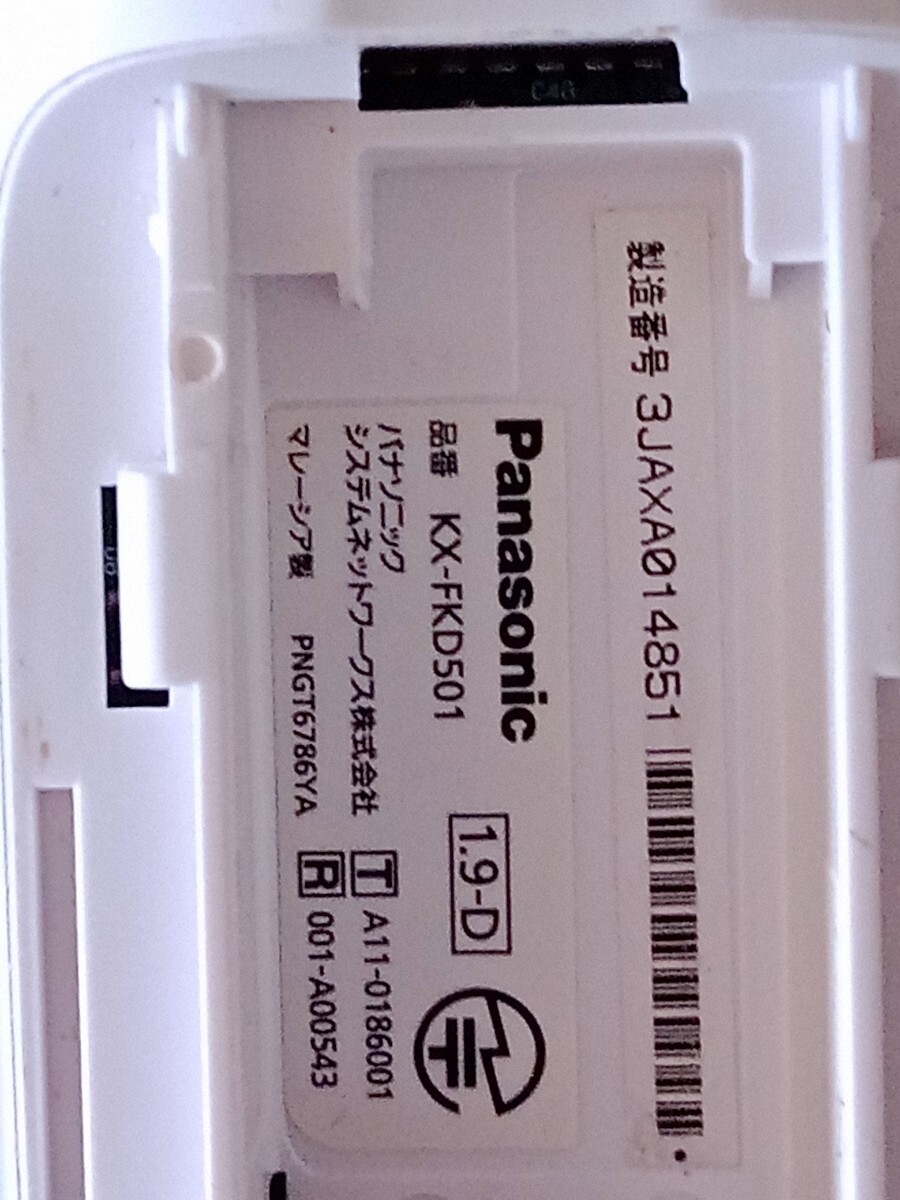 製造番号 3JAXA014851
Panasonic
1.9-D
品番 KX-FKD501
パナソニック
システムネットワークス株式会社
T A11-0186001
マレーシア製 PNGT6786YA
R 001-A00543